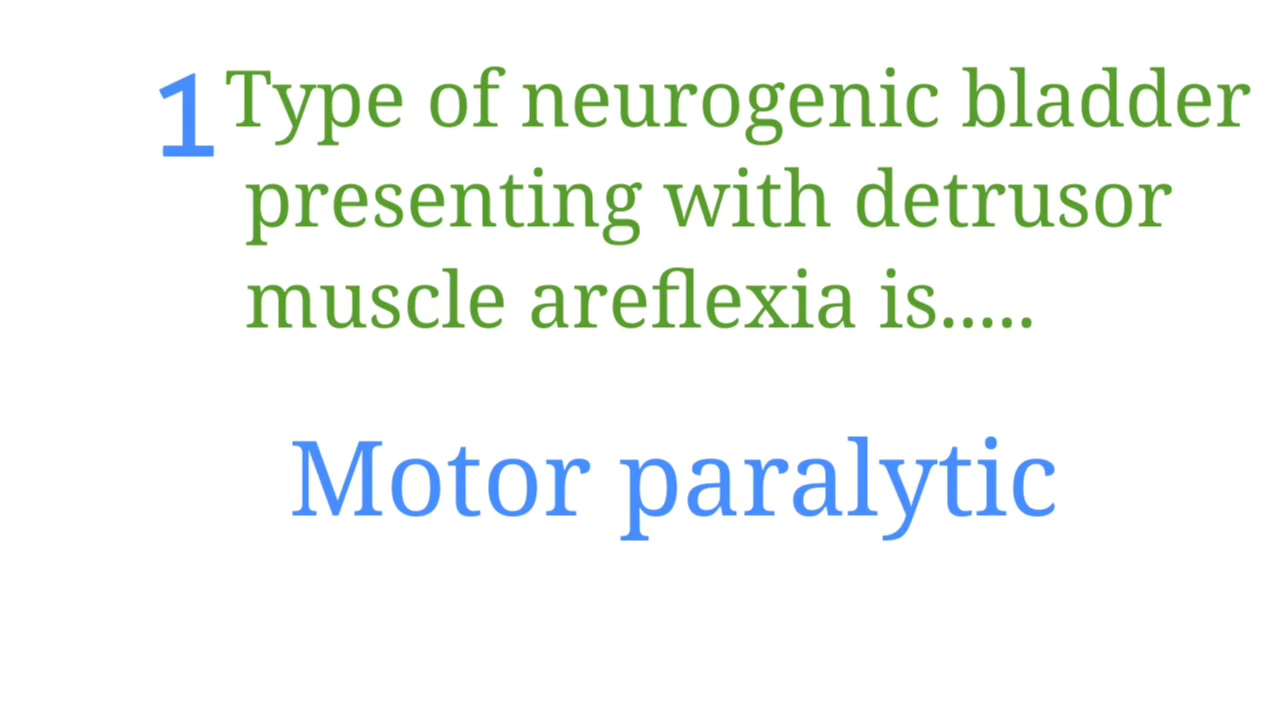 1 Type of neurogenic bladder
presenting with detrusor
muscle areflexia is.....
Motor paralytic